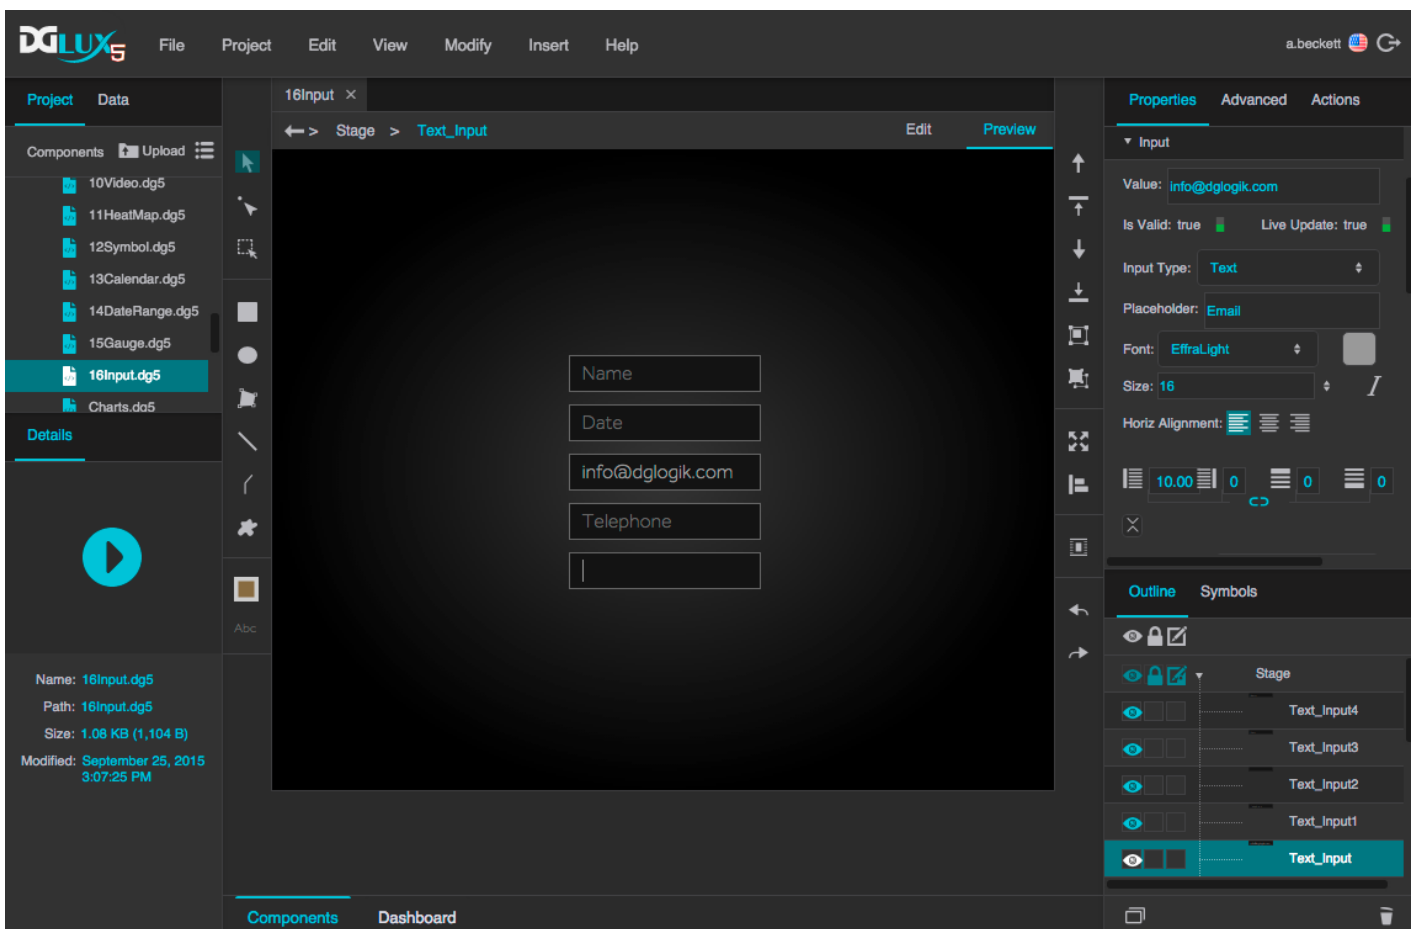 DGLUX5 File Project Edit View Modify Insert Help a.beckett
Project Data
Components Upload
10Video.dg5
11HeatMap.dg5
12Symbol.dg5
13Calendar.dg5
14DateRange.dg5
15Gauge.dg5
16Input.dg5
Charts.dg5
Details
Name: 16Input.dg5
Path: 16Input.dg5
Size: 1.08 KB (1,104 B)
Modified: September 25, 2015
3:07:25 PM
16Input ×
> Stage > Text_Input Edit Preview
Abc
Name
Date
info@dglogik.com
Telephone
Components Dashboard
Properties Advanced Actions
Input
Value: info@dglogik.com
Is Valid: true Live Update: true
Input Type: Text
Placeholder: Email
Font: EffraLight
Size: 16 I
Horiz Alignment:
10.00 0 0 0
Outline Symbols
Stage
Text_Input4
Text_Input3
Text_Input2
Text_Input1
Text_Input